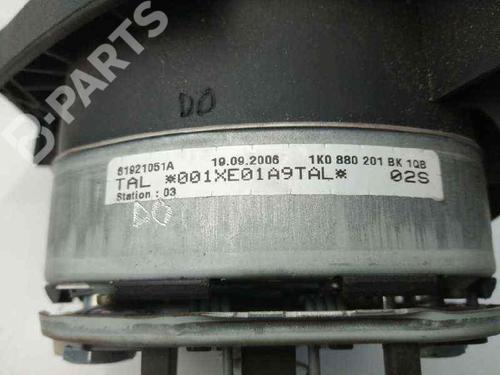 B PARTS
DO
61921051A 19.09.2006 1K0 880 201 BK 1QB
TAL *001XE01A9TAL* 02S
Station : 03
DO